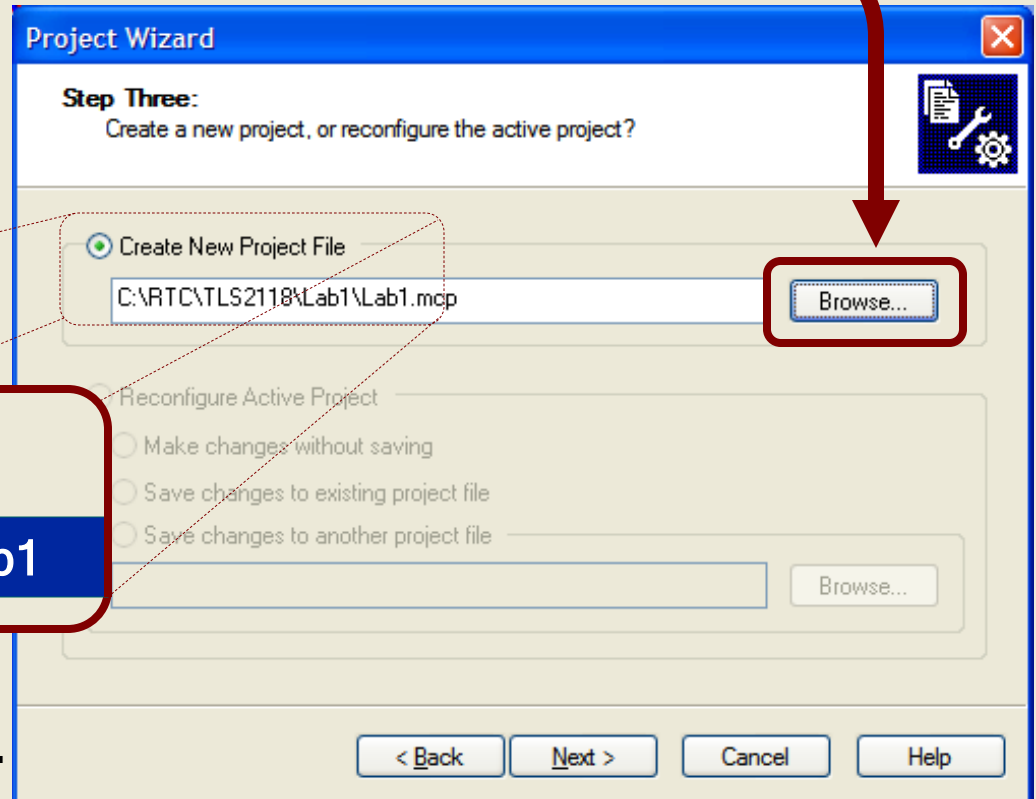 Project Wizard
Step Three:
Create a new project, or reconfigure the active project?
Create New Project File
C:\RTC\TLS2118\Lab1\Lab1.mcp
Browse...
Reconfigure Active Project
Make changes without saving
Save changes to existing project file
Save changes to another project file
Browse...
< Back
Next >
Cancel
Help